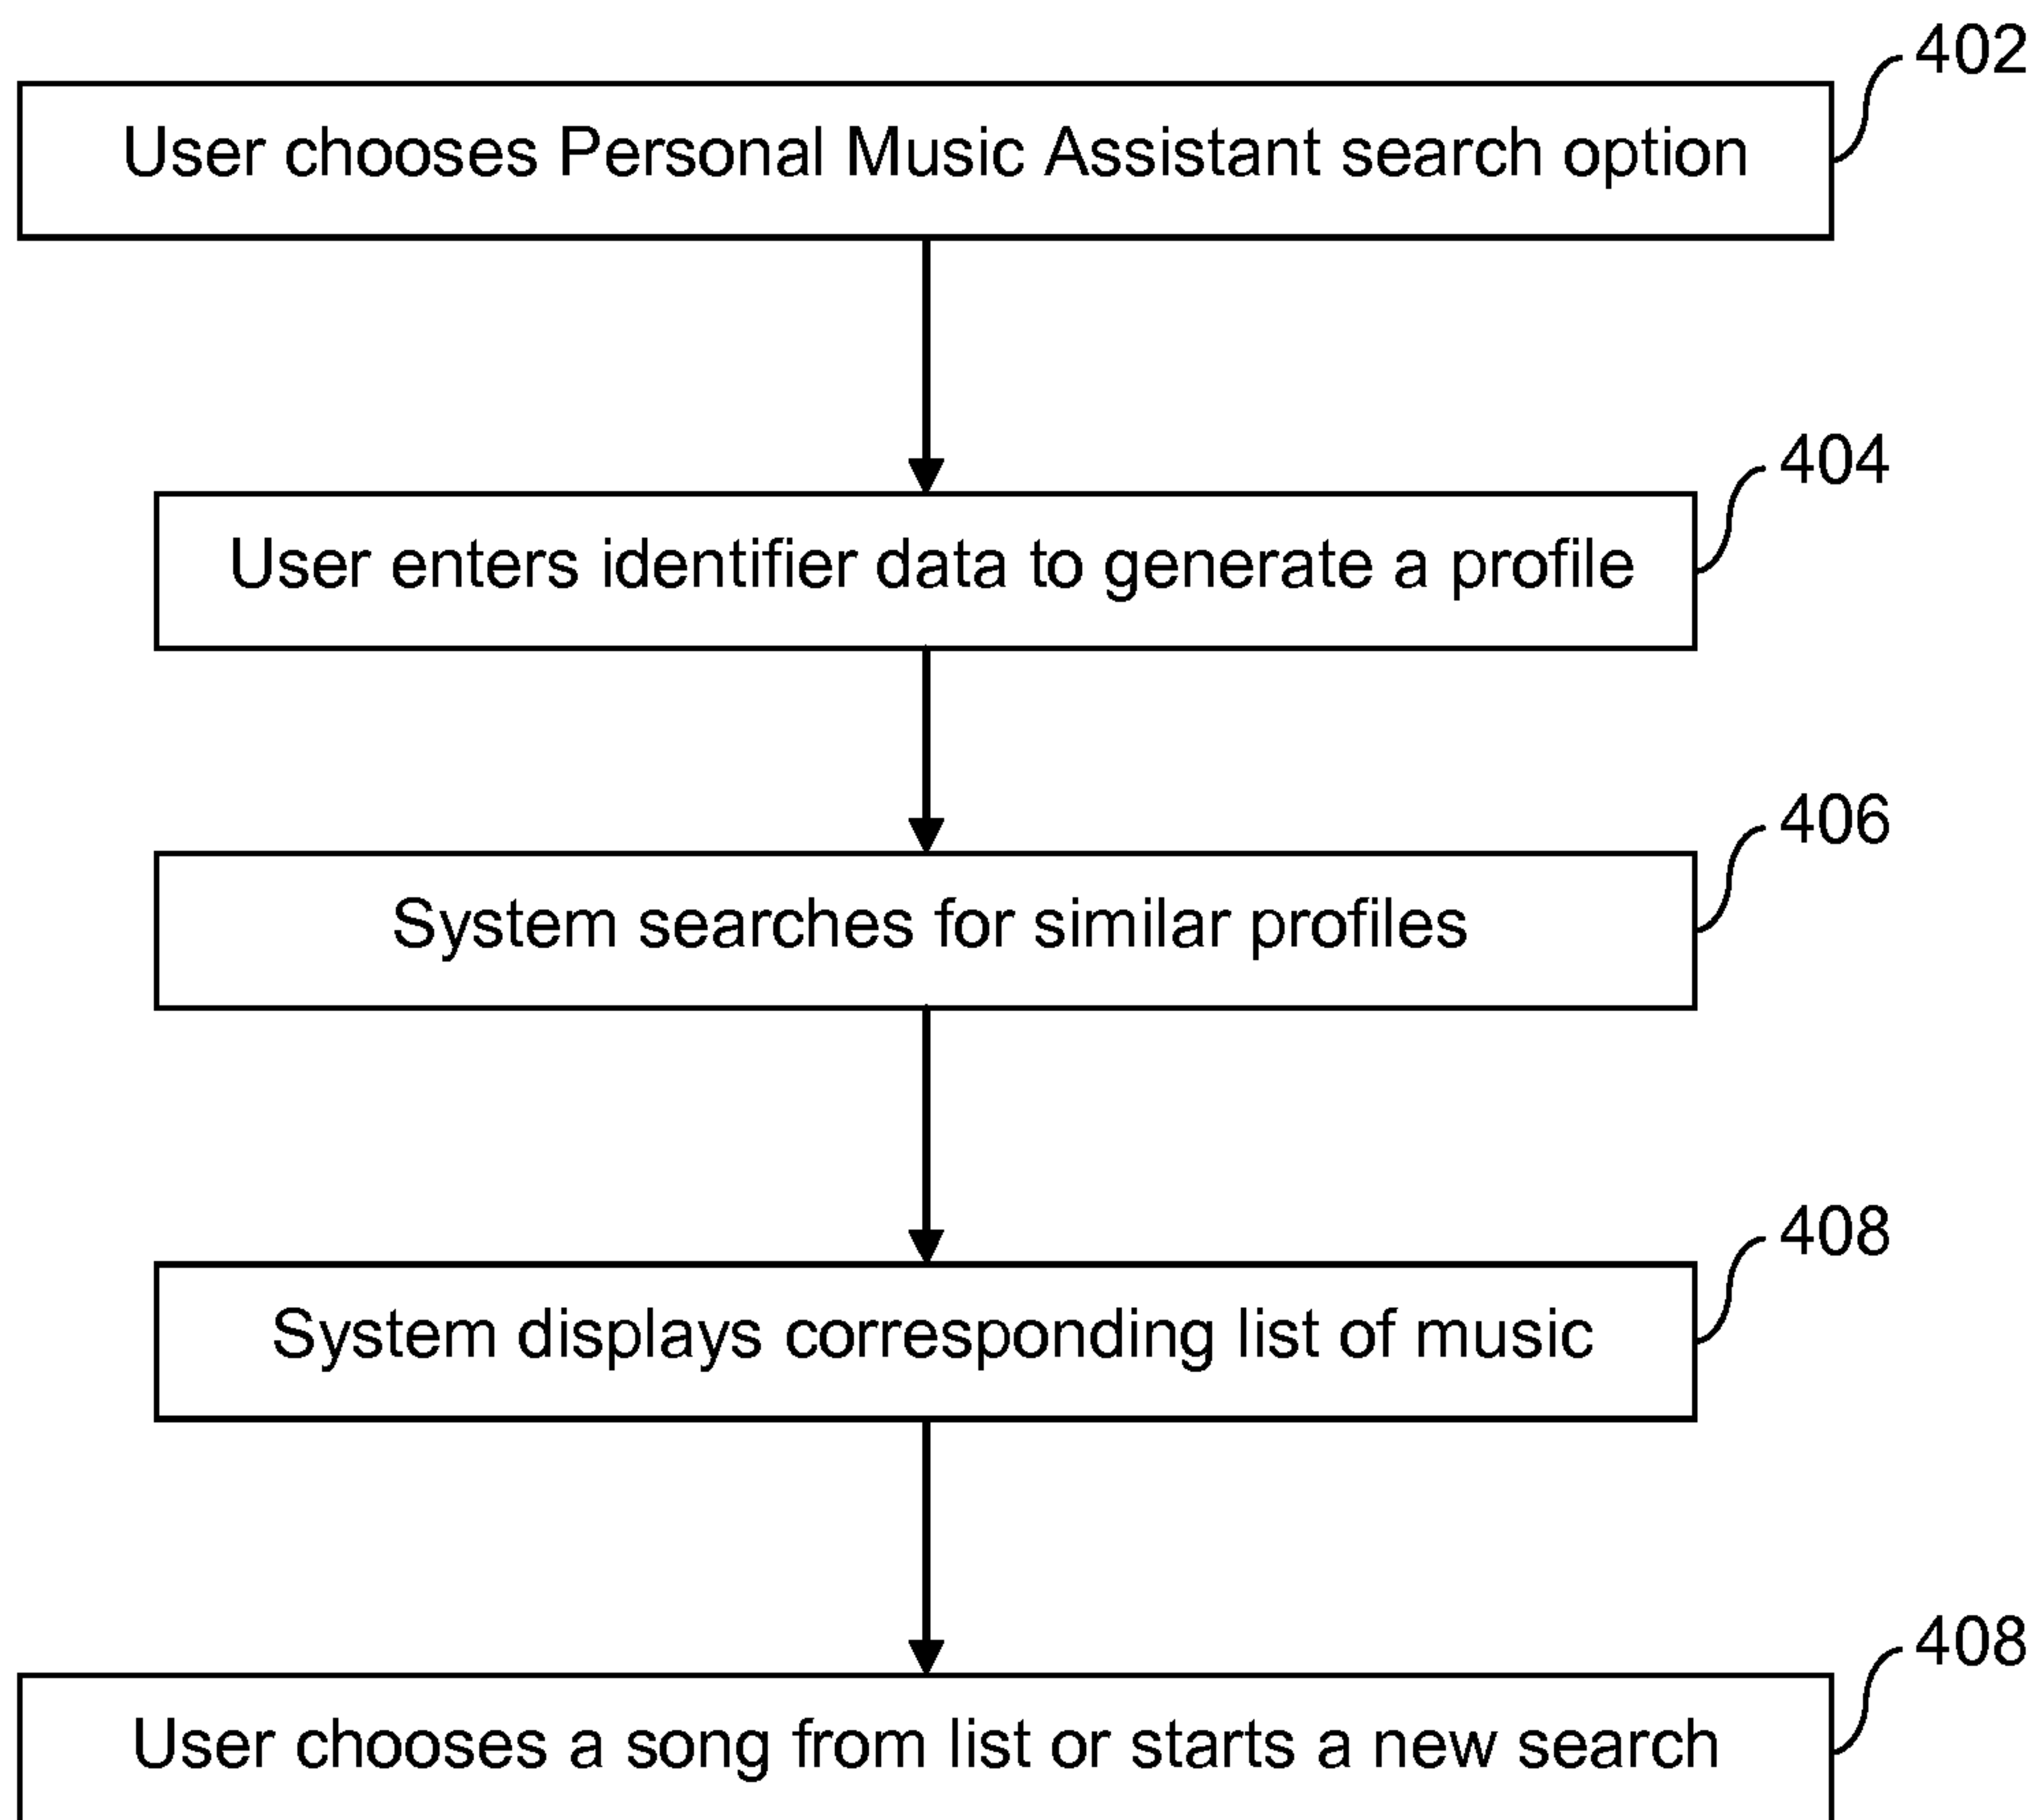 402
User chooses Personal Music Assistant search option
404
User enters identifier data to generate a profile
406
System searches for similar profiles
408
System displays corresponding list of music
408
User chooses a song from list or starts a new search